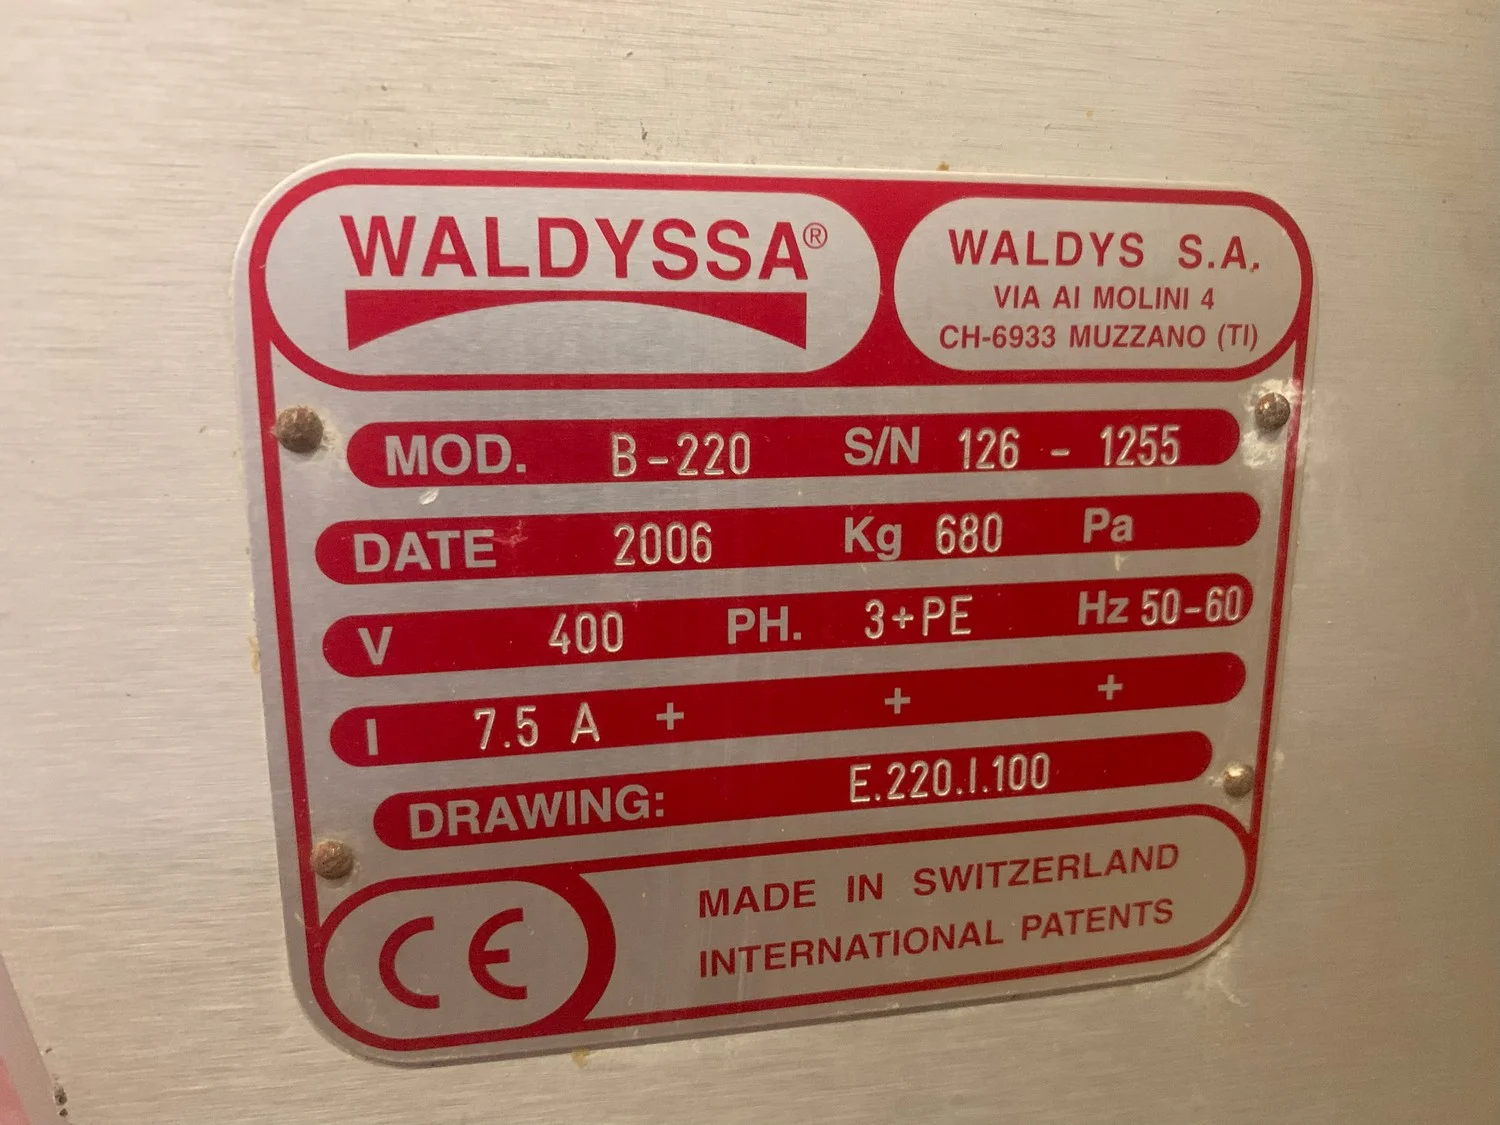 WALDYSSA®
WALDYS S.A.
VIA AI MOLINI 4
CH-6933 MUZZANO (TI)
MOD. B-220 S/N 126 - 1255
DATE 2006 Kg 680 Pa
V 400 PH. 3+PE Hz 50-60
I 7.5 A + + +
DRAWING: E.220.I.100
CE
MADE IN SWITZERLAND
INTERNATIONAL PATENTS